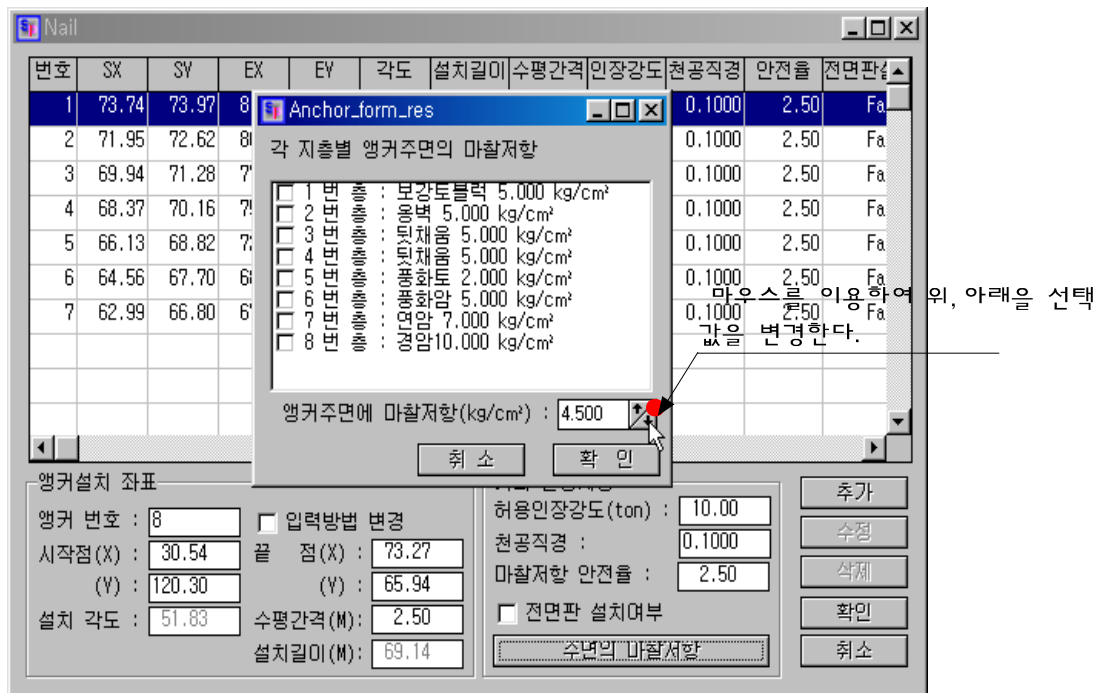 Nail
번호 SX SY EX EY 각도 설치길이 수평간격 인장강도 천공직경 안전율 전면판
1 73.74 73.97 8 0.1000 2.50 Fa
2 71.95 72.62 8 0.1000 2.50 Fa
3 69.94 71.28 7 0.1000 2.50 Fa
4 68.37 70.16 7 0.1000 2.50 Fa
5 66.13 68.82 7 0.1000 2.50 Fa
6 64.56 67.70 6 0.1000 2.50 Fa
7 62.99 66.80 6 0.1000 2.50 Fa
Anchor_form_res
각 지층별 앵커주면의 마찰저항
1 번 층 : 보강토블럭 5.000 kg/cm²
2 번 층 : 옹벽 5.000 kg/cm²
3 번 층 : 뒷채움 5.000 kg/cm²
4 번 층 : 뒷채움 5.000 kg/cm²
5 번 층 : 풍화토 2.000 kg/cm²
6 번 층 : 풍화암 5.000 kg/cm²
7 번 층 : 연암 7.000 kg/cm²
8 번 층 : 경암10.000 kg/cm²
앵커주면에 마찰저항(kg/cm²) : 4.500
취 소 확 인
마우스를 이용하여 위, 아래을 선택
값을 변경한다.
앵커설치 좌표
앵커 번호 : 8 입력방법 변경
시작점(X) : 30.54 끝 점(X) : 73.27
(Y) : 120.30 (Y) : 65.94
설치 각도 : 51.83 수평간격(M): 2.50
설치길이(M): 69.14
허용인장강도(ton) : 10.00
천공직경 : 0.1000
마찰저항 안전율 : 2.50
전면판 설치여부
주변의 마찰저항
추가
수정
삭제
확인
취소